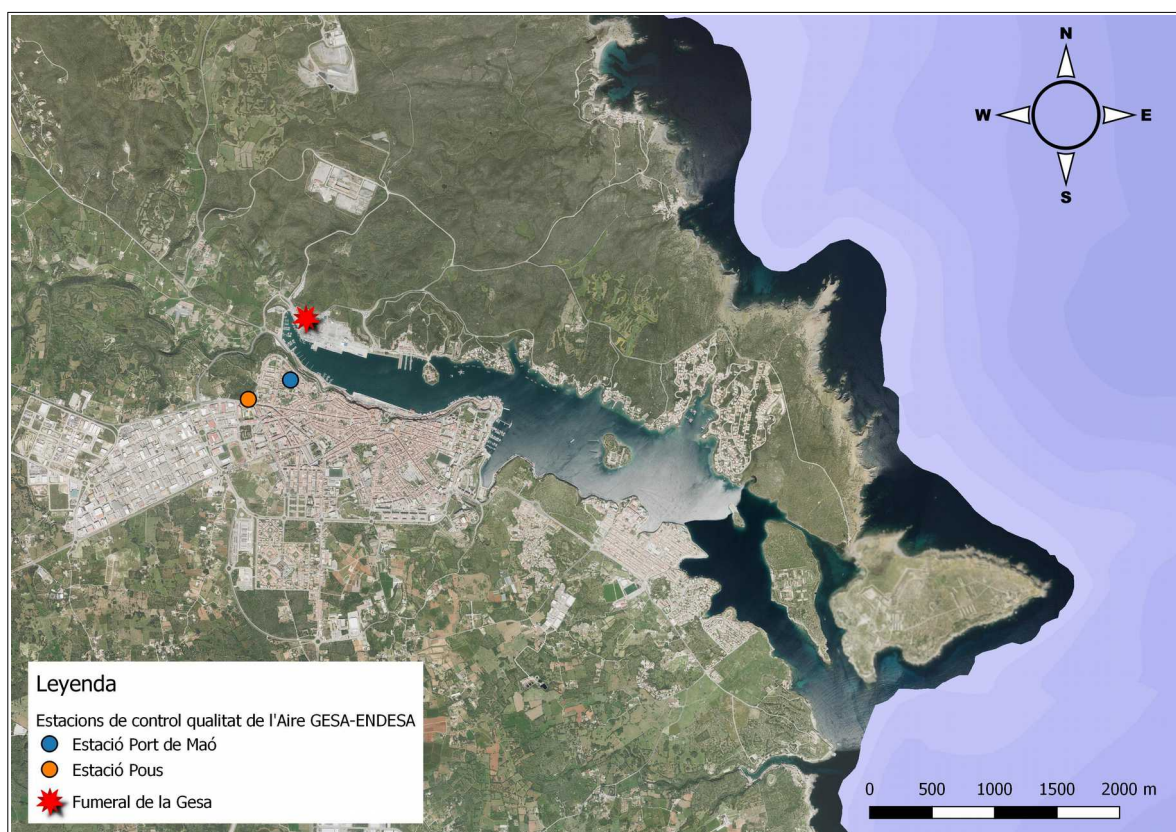 N
W E
S
Leyenda
Estacions de control qualitat de l'Aire GESA-ENDESA
Estació Port de Maó
Estació Pous
Fumeral de la Gesa
0 500 1000 1500 2000 m